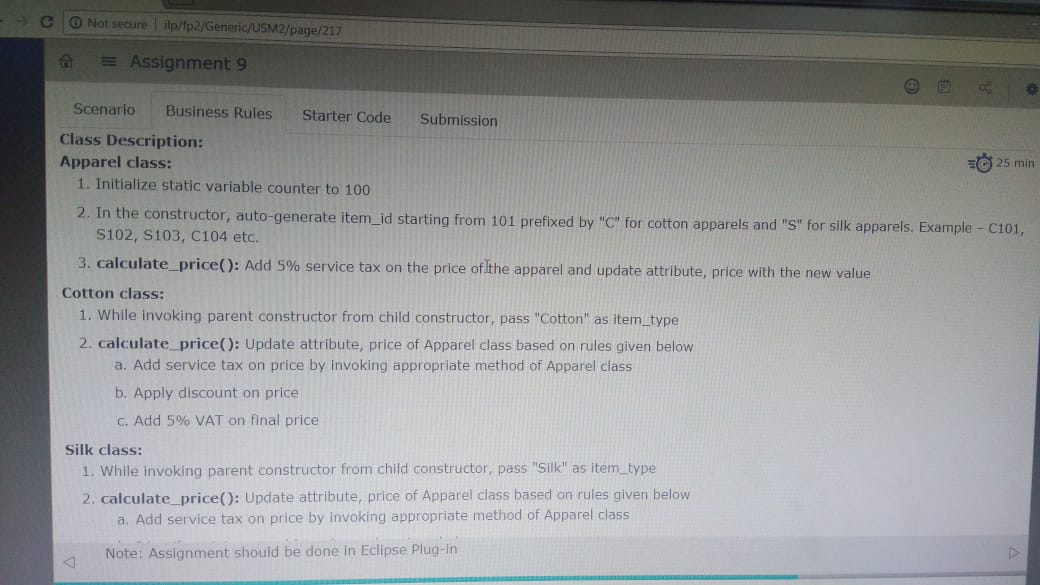 Not secure | ilp/fp2/Generic/USM2/page/217
Assignment 9
Scenario Business Rules Starter Code Submission
Class Description:
Apparel class:
25 min
1. Initialize static variable counter to 100
2. In the constructor, auto-generate item_id starting from 101 prefixed by "C" for cotton apparels and "S" for silk apparels. Example – C101,
S102, S103, C104 etc.
3. calculate_price(): Add 5% service tax on the price of the apparel and update attribute, price with the new value
Cotton class:
1. While invoking parent constructor from child constructor, pass "Cotton" as item_type
2. calculate_price(): Update attribute, price of Apparel class based on rules given below
a. Add service tax on price by invoking appropriate method of Apparel class
b. Apply discount on price
c. Add 5% VAT on final price
Silk class:
1. While invoking parent constructor from child constructor, pass "Silk" as item_type
2. calculate_price(): Update attribute, price of Apparel class based on rules given below
a. Add service tax on price by invoking appropriate method of Apparel class
Note: Assignment should be done in Eclipse Plug-in